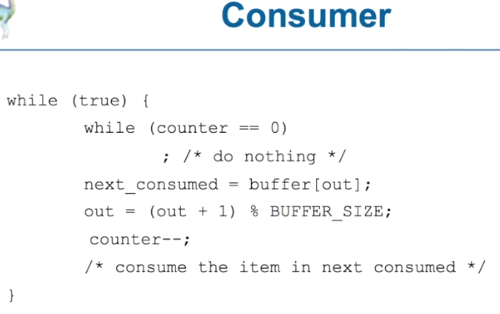 Consumer
while (true) {
while (counter == 0)
; /* do nothing */
next_consumed = buffer[out];
out = (out + 1) % BUFFER_SIZE;
counter--;
/* consume the item in next consumed */
}